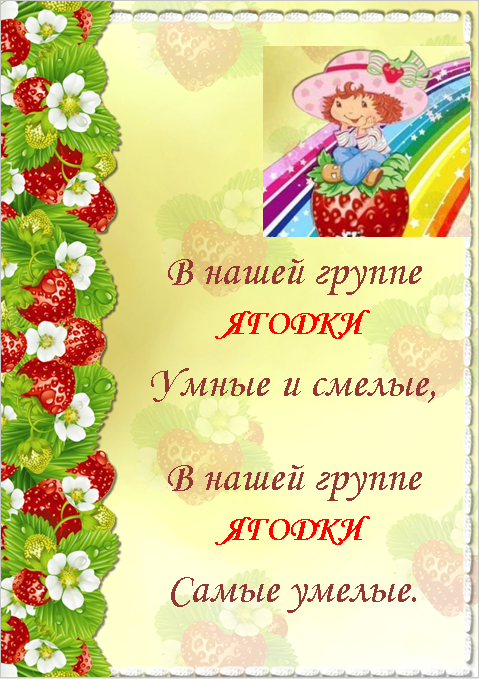 В нашей группе
ЯГОДКИ
Умные и смелые,
В нашей группе
ЯГОДКИ
Самые умелые.